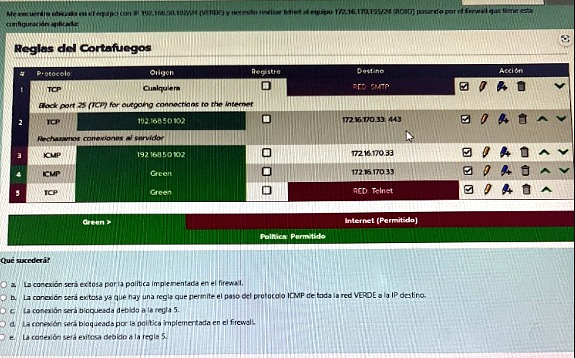 Me encuentro ubicado en el equipo con IP 192.168.50.102/24 (VERDE) y necesito realizar telnet al equipo 172.16.170.155/24 (ROJO) pasando por el firewall que tiene esta
configuración aplicada:
Reglas del Cortafuegos
# Protocolo Origen Registro Destino Acción
1 TCP Cualquiera RED: SMTP
Block port 25 (TCP) for outgoing connections to the internet
2 TCP 192.168.50.102 172.16.170.33: 443
Rechazamos conexiones al servidor
3 ICMP 192.168.50.102 172.16.170.33
4 ICMP Green 172.16.170.33
5 TCP Green RED: Telnet
Green > Internet (Permitido)
Política: Permitido
Qué sucederá?
a. La conexión será exitosa por la política implementada en el firewall.
b. La conexión será exitosa ya que hay una regla que permite el paso del protocolo ICMP de toda la red VERDE a la IP destino.
c. La conexión será bloqueada debido a la regla 5.
d. La conexión será bloqueada por la política implementada en el firewall.
e. La conexión será exitosa debido a la regla 5.